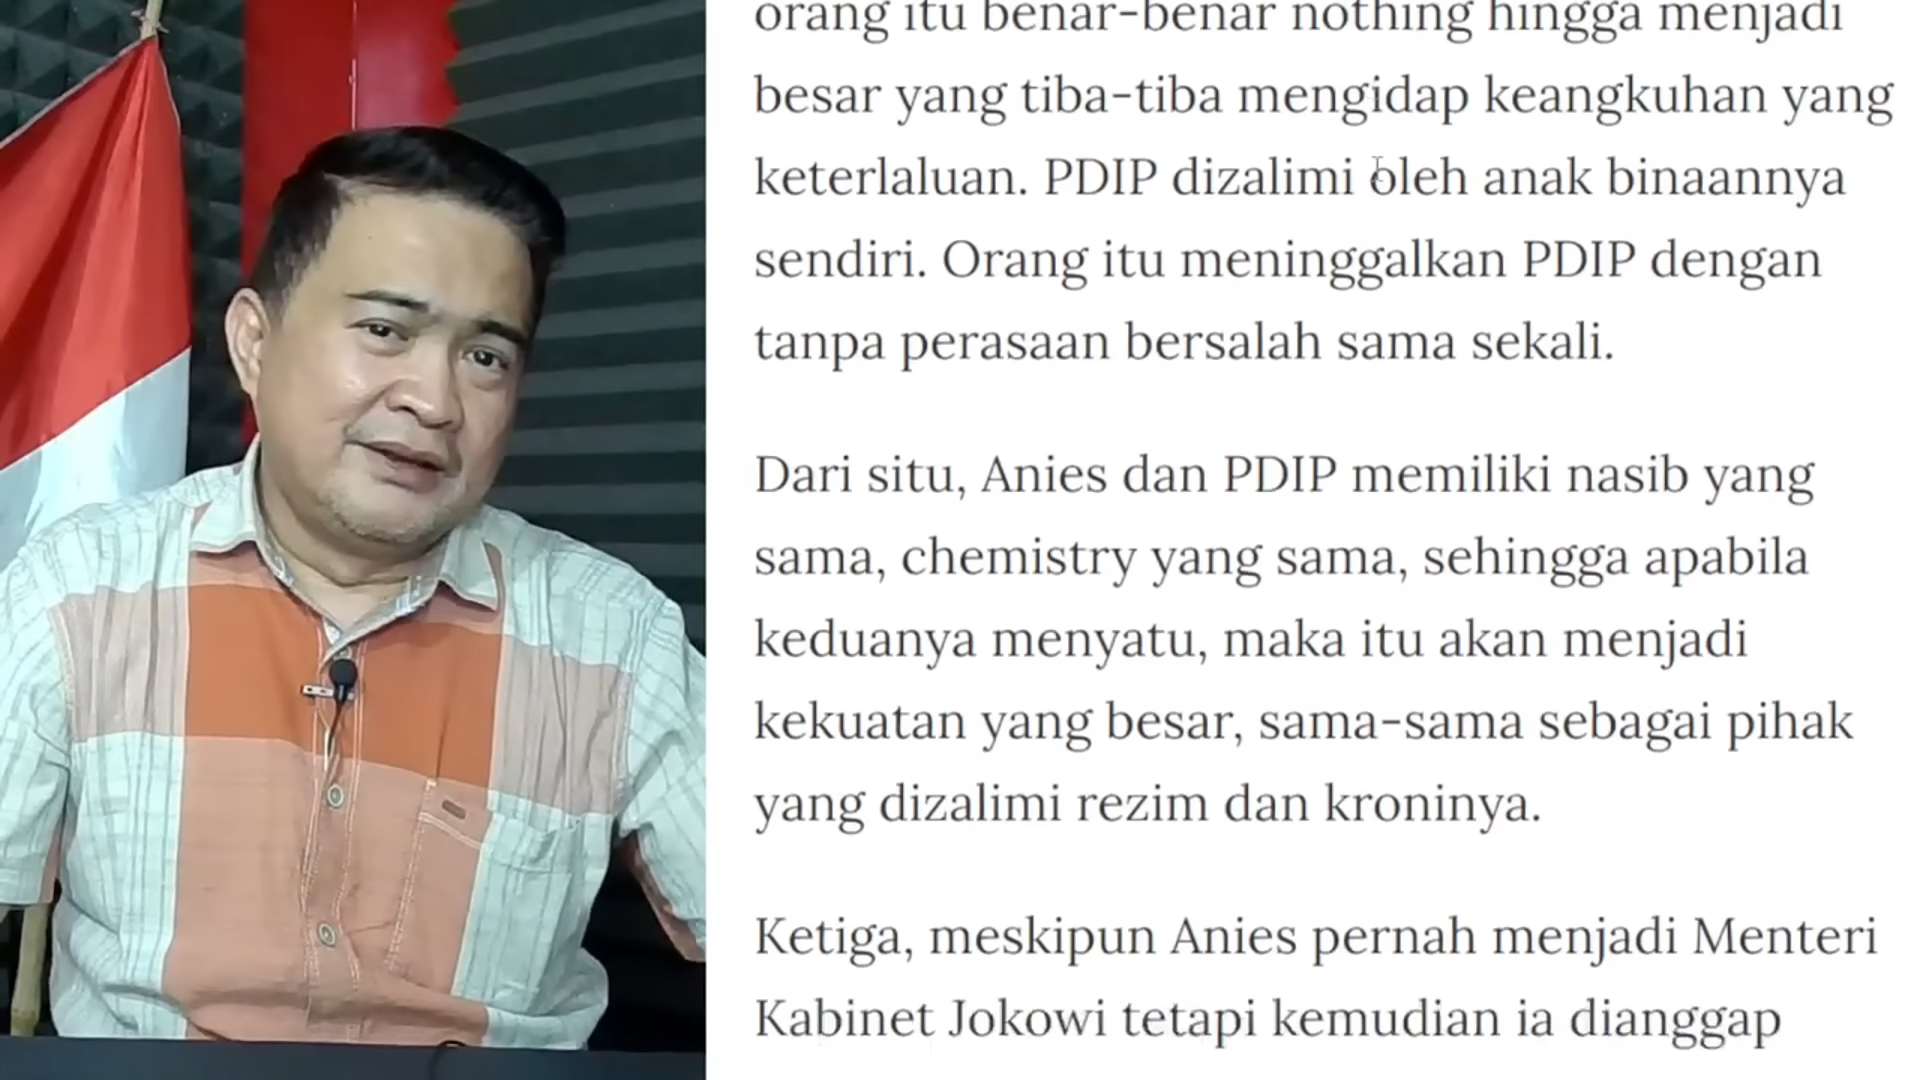 orang itu benar-benar nothing hingga menjadi
besar yang tiba-tiba mengidap keangkuhan yang
keterlaluan. PDIP dizalimi oleh anak binaannya
sendiri. Orang itu meninggalkan PDIP dengan
tanpa perasaan bersalah sama sekali.
Dari situ, Anies dan PDIP memiliki nasib yang
sama, chemistry yang sama, sehingga apabila
keduanya menyatu, maka itu akan menjadi
kekuatan yang besar, sama-sama sebagai pihak
yang dizalimi rezim dan kroninya.
Ketiga, meskipun Anies pernah menjadi Menteri
Kabinet Jokowi tetapi kemudian ia dianggap